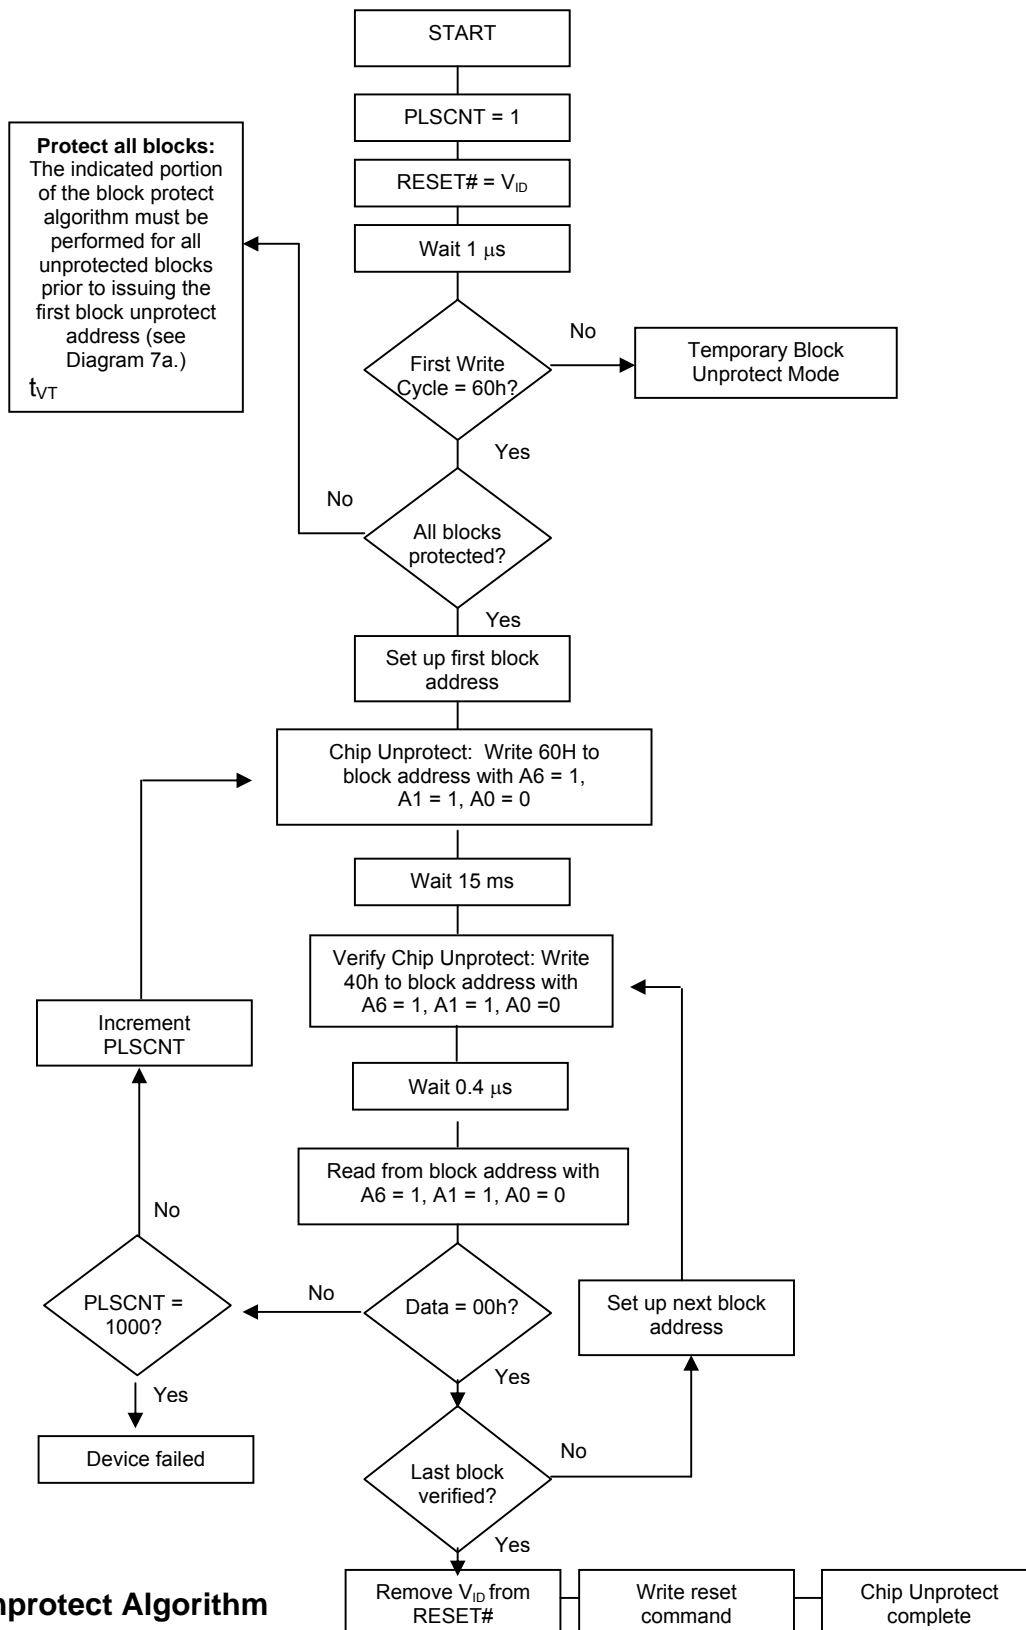 START
PLSCNT = 1
RESET# = VID
Wait 1 μs
Protect all blocks:
The indicated portion
of the block protect
algorithm must be
performed for all
unprotected blocks
prior to issuing the
first block unprotect
address (see
Diagram 7a.)
tVT
First Write
Cycle = 60h?
No
Temporary Block
Unprotect Mode
Yes
No
All blocks
protected?
Yes
Set up first block
address
Chip Unprotect:  Write 60H to
block address with A6 = 1,
A1 = 1, A0 = 0
Wait 15 ms
Verify Chip Unprotect: Write
40h to block address with
A6 = 1, A1 = 1, A0 =0
Increment
PLSCNT
Wait 0.4 μs
Read from block address with
A6 = 1, A1 = 1, A0 = 0
No
PLSCNT =
1000?
No
Data = 00h?
Set up next block
address
Yes
Yes
Device failed
No
Last block
verified?
Yes
nprotect Algorithm
Remove VID from
RESET#
Write reset
command
Chip Unprotect
complete